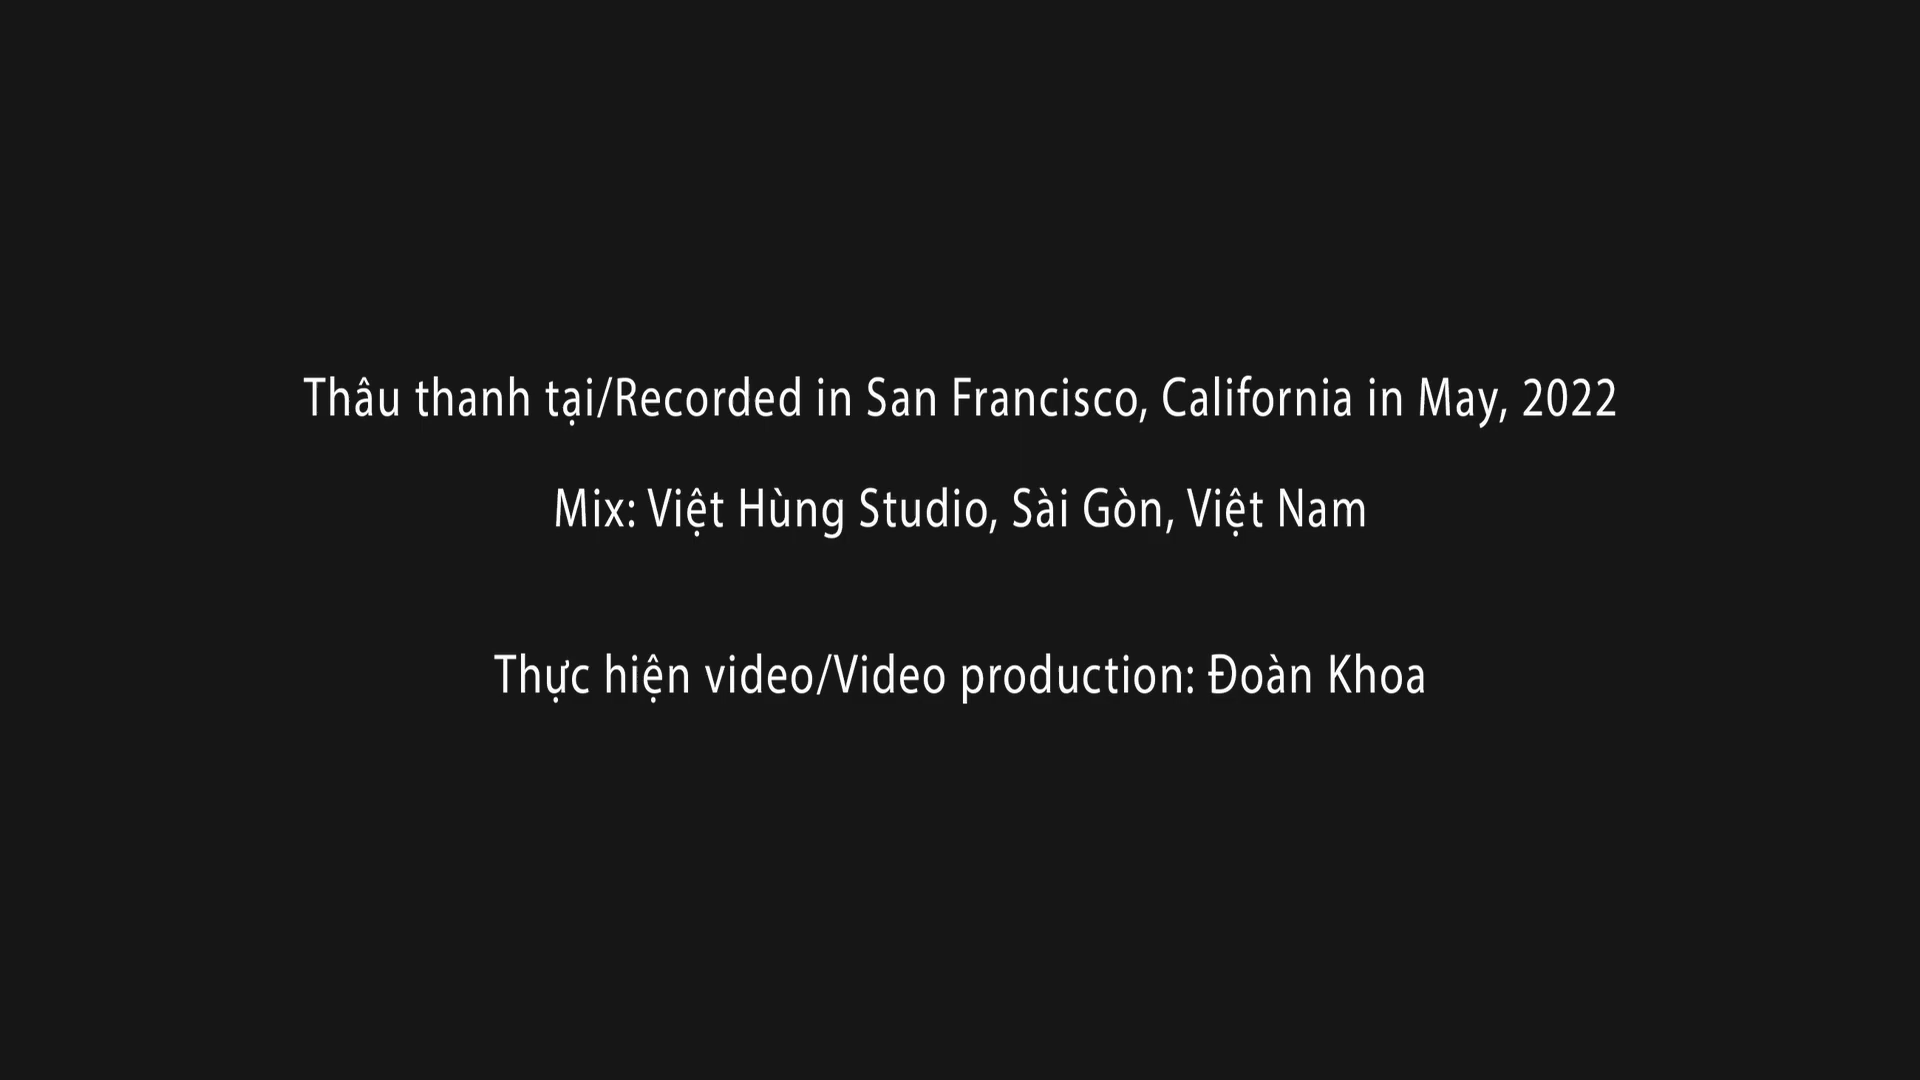 Thâu thanh tại/Recorded in San Francisco, California in May, 2022
Mix: Việt Hùng Studio, Sài Gòn, Việt Nam
Thực hiện video/Video production: Đoàn Khoa